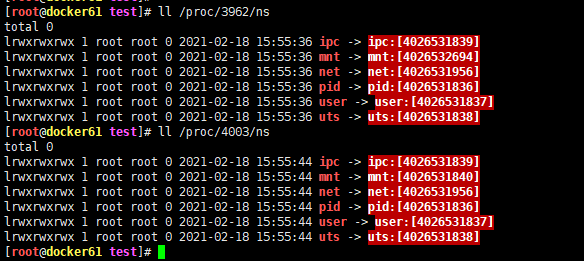 [root@docker61 test]# ll /proc/3962/ns
total 0
lrwxrwxrwx 1 root root 0 2021-02-18 15:55:36 ipc -> ipc:[4026531839]
lrwxrwxrwx 1 root root 0 2021-02-18 15:55:36 mnt -> mnt:[4026532694]
lrwxrwxrwx 1 root root 0 2021-02-18 15:55:36 net -> net:[4026531956]
lrwxrwxrwx 1 root root 0 2021-02-18 15:55:36 pid -> pid:[4026531836]
lrwxrwxrwx 1 root root 0 2021-02-18 15:55:36 user -> user:[4026531837]
lrwxrwxrwx 1 root root 0 2021-02-18 15:55:36 uts -> uts:[4026531838]
[root@docker61 test]# ll /proc/4003/ns
total 0
lrwxrwxrwx 1 root root 0 2021-02-18 15:55:44 ipc -> ipc:[4026531839]
lrwxrwxrwx 1 root root 0 2021-02-18 15:55:44 mnt -> mnt:[4026531840]
lrwxrwxrwx 1 root root 0 2021-02-18 15:55:44 net -> net:[4026531956]
lrwxrwxrwx 1 root root 0 2021-02-18 15:55:44 pid -> pid:[4026531836]
lrwxrwxrwx 1 root root 0 2021-02-18 15:55:44 user -> user:[4026531837]
lrwxrwxrwx 1 root root 0 2021-02-18 15:55:44 uts -> uts:[4026531838]
[root@docker61 test]#